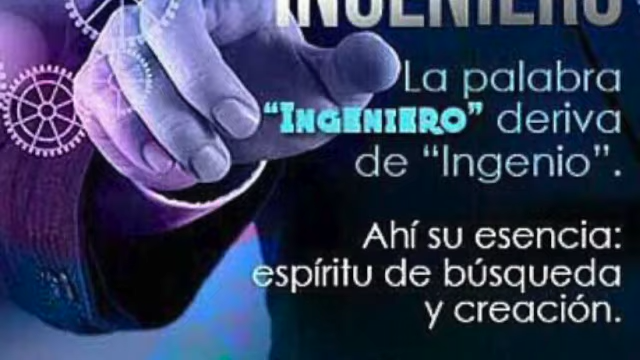 INGENIERO
La palabra
“INGENIERO” deriva
de “Ingenio”.
Ahí su esencia:
espíritu de búsqueda
y creación.